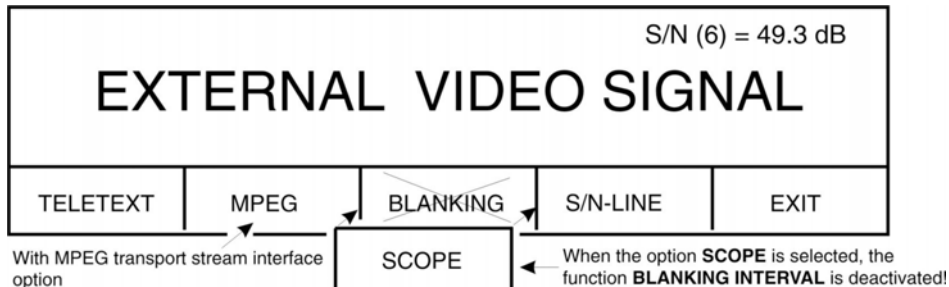 S/N (6) = 49.3 dB
EXTERNAL VIDEO SIGNAL
TELETEXT
MPEG
BLANKING
S/N-LINE
EXIT
With MPEG transport stream interface
option
SCOPE
When the option SCOPE is selected, the
function BLANKING INTERVAL is deactivated!